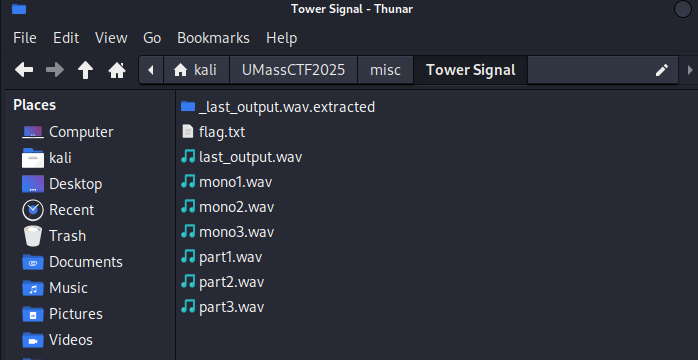 Tower Signal - Thunar
File Edit View Go Bookmarks Help
kali UMassCTF2025 misc Tower Signal
Places
Computer
kali
Desktop
Recent
Trash
Documents
Music
Pictures
Videos
_last_output.wav.extracted
flag.txt
last_output.wav
mono1.wav
mono2.wav
mono3.wav
part1.wav
part2.wav
part3.wav